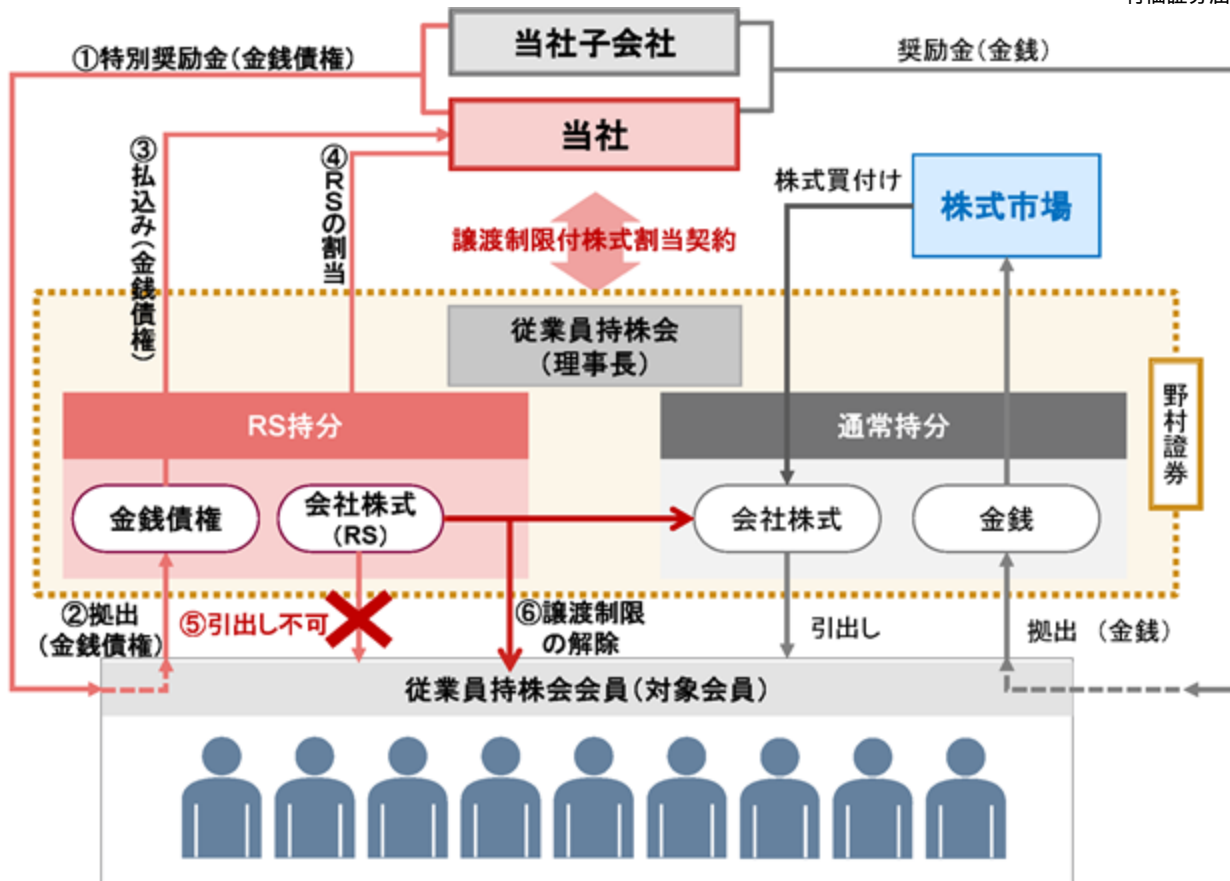 当社子会社
①特別奨励金(金銭債権)
奨励金(金銭)
当社
③払込み(金銭債権)
④RSの割当
株式買付け
株式市場
譲渡制限付株式割当契約
従業員持株会
(理事長)
野村證券
RS持分
通常持分
金銭債権
会社株式
(RS)
会社株式
金銭
②拠出
(金銭債権)
⑤引出し不可
⑥譲渡制限
の解除
引出し
拠出 (金銭)
従業員持株会会員(対象会員)